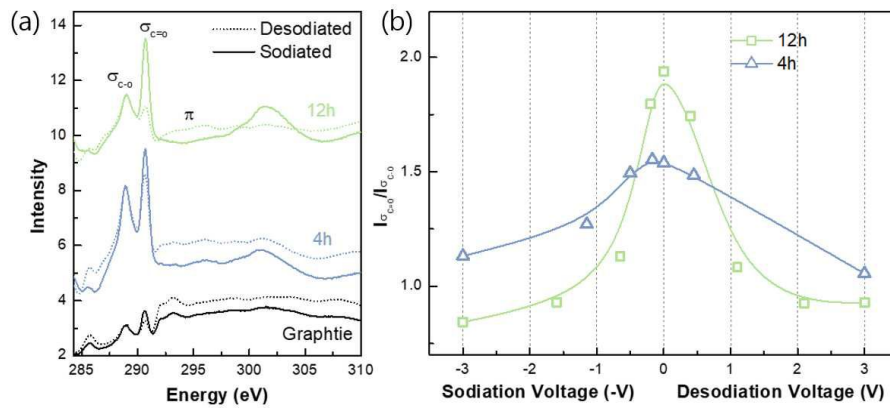 (a)
σc=o
σc-o
π
Desodiated
Sodiated
12h
4h
Graphtie
Intensity
14
12
10
8
6
4
2
285 290 295 300 305 310
Energy (eV)
(b)
12h
4h
Iσc=o/Iσc-o
2.0
1.5
1.0
-3 -2 -1 0 1 2 3
Sodiation Voltage (-V) Desodiation Voltage (V)